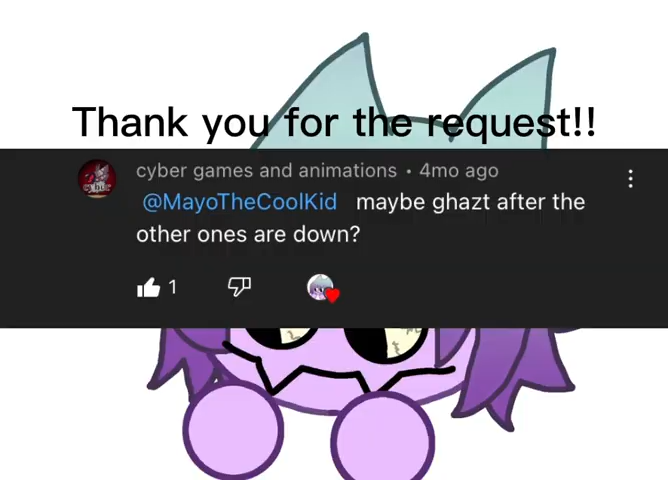 Thank you for the request!!
cyber games and animations • 4mo ago
@MayoTheCoolKid maybe ghazt after the
other ones are down?
1